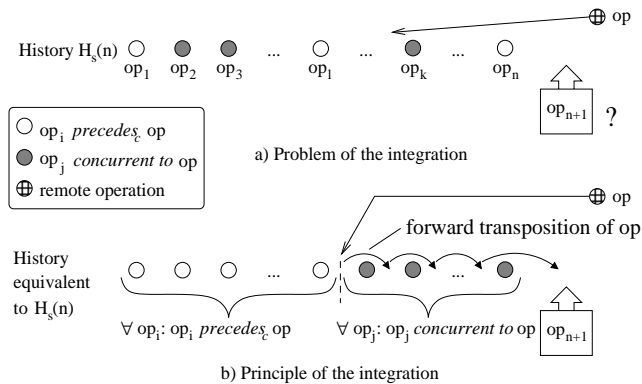 op
History H_s(n)
... ... ...
op_1 op_2 op_3 op_l op_k op_n
op_{n+1} ?
op_i precedes_c op
op_j concurrent to op
remote operation
a) Problem of the integration
op
forward transposition of op
History
equivalent
to H_s(n)
... ...
∀ op_i: op_i precedes_c op ∀ op_j: op_j concurrent to op
op_{n+1}
b) Principle of the integration